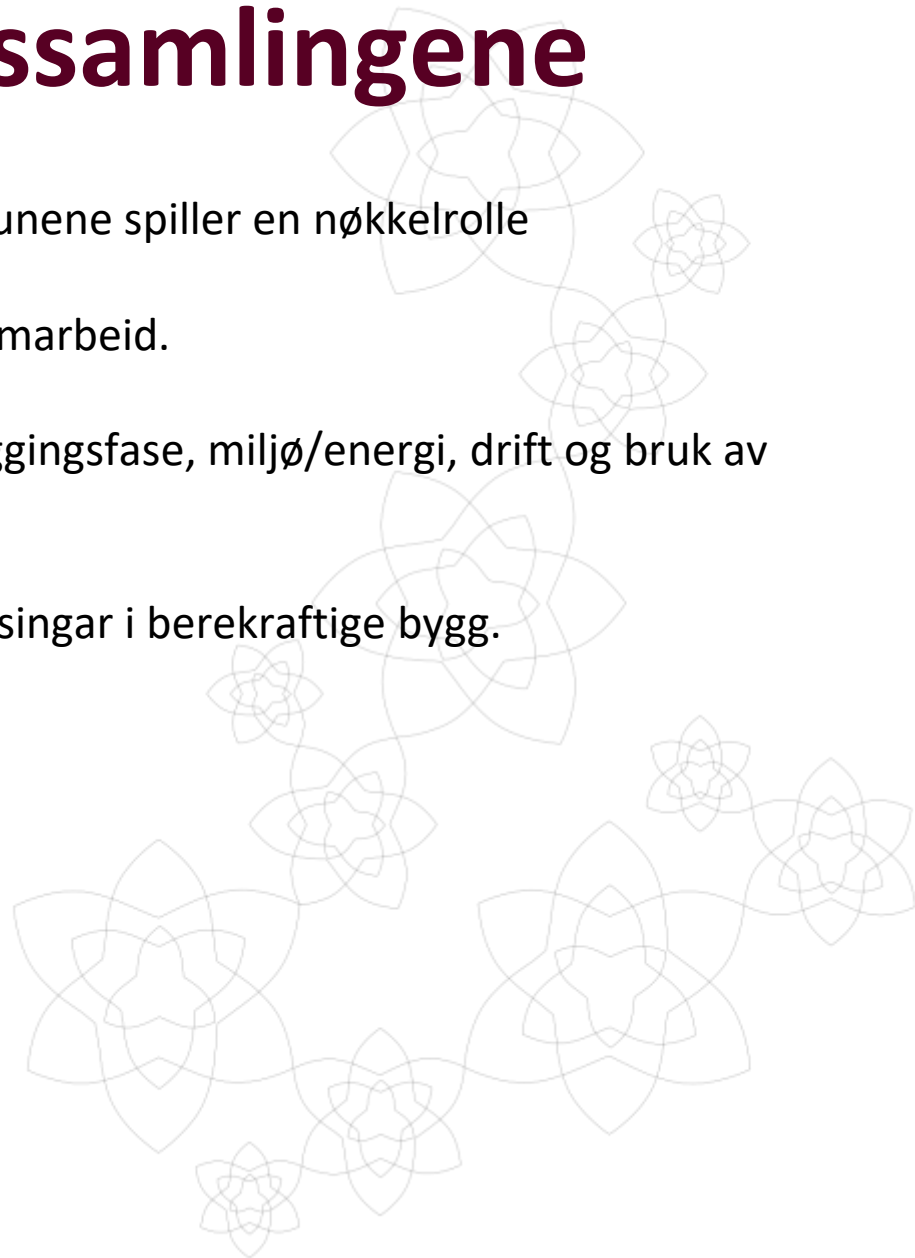 ssamlingene
unene spiller en nøkkelrolle
marbeid.
ggingsfase, miljø/energi, drift og bruk av
singar i berekraftige bygg.